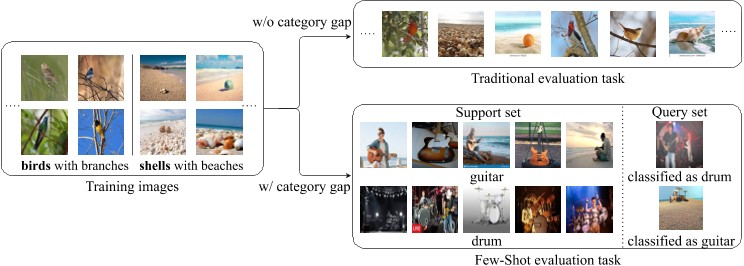 w/o category gap
....
....
Traditional evaluation task
....
....
birds with branches
shells with beaches
Training images
w/ category gap
Support set
Query set
guitar
classified as drum
drum
classified as guitar
Few-Shot evaluation task